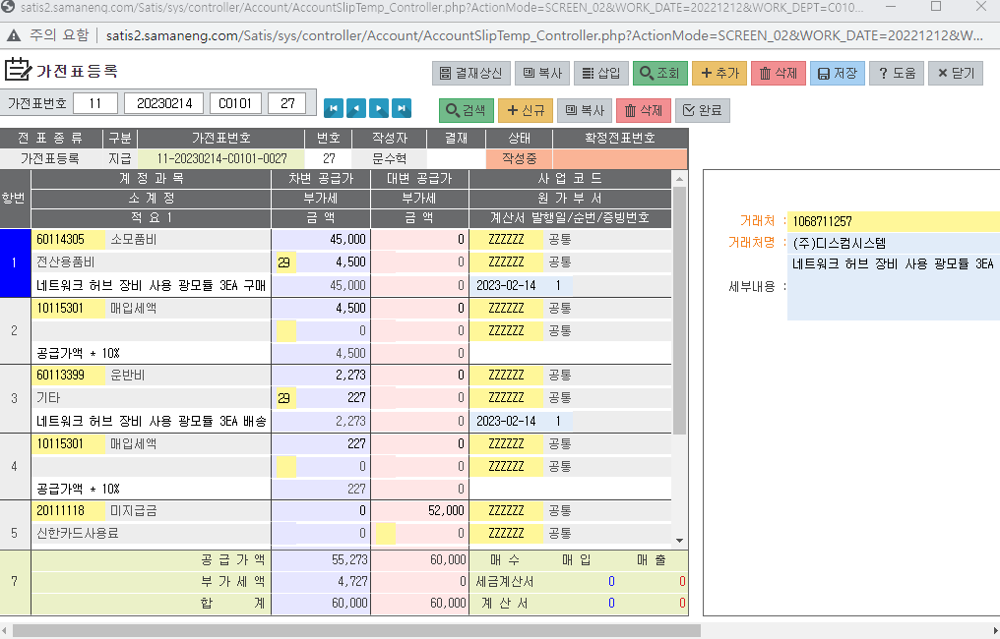 satis2.samaneng.com/Satis/sys/controller/Account/AccountSlipTemp_Controller.php?ActionMode=SCREEN_02&WORK_DATE=20221212&WORK_DEPT=C010...
주의 요함 | satis2.samaneng.com/Satis/sys/controller/Account/AccountSlipTemp_Controller.php?ActionMode=SCREEN_02&WORK_DATE=20221212&W...
가전표등록 결재상신 복사 삽입 조회 추가 삭제 저장 ? 도움 닫기
가전표번호 11 20230214 C0101 27 검색 신규 복사 삭제 완료
전 표 종 류 구분 가전표번호 번호 작성자 결재 상태 확정전표번호
가전표등록 지급 11-20230214-C0101-0027 27 문수혁 작성중
항번 계 정 과 목 차변 공급가 대변 공급가 사 업 코 드
소 계 정 부가세 부가세 원 가 부 서
적 요 1 금 액 금 액 계산서 발행일/순번/증빙번호
1 60114305 소모품비 45,000 0 ZZZZZZ 공통
전산용품비 29 4,500 0 ZZZZZZ 공통
네트워크 허브 장비 사용 광모듈 3EA 구매 45,000 0 2023-02-14 1
2 10115301 매입세액 4,500 0 ZZZZZZ 공통
0 0 ZZZZZZ 공통
공급가액 * 10% 4,500 0
3 60113399 운반비 2,273 0 ZZZZZZ 공통
기타 29 227 0 ZZZZZZ 공통
네트워크 허브 장비 사용 광모듈 3EA 배송 2,273 0 2023-02-14 1
4 10115301 매입세액 227 0 ZZZZZZ 공통
0 0 ZZZZZZ 공통
공급가액 * 10% 227 0
5 20111118 미지급금 0 52,000 ZZZZZZ 공통
신한카드사용료 0 0 ZZZZZZ 공통
7 공 급 가 액 55,273 60,000 매 수 매 입 매 출
부 가 세 액 4,727 0 세금계산서 0 0
합 계 60,000 60,000 계 산 서 0 0
거래처 : 1068711257
거래처명 : (주)디스컴시스템
세부내용 : 네트워크 허브 장비 사용 광모듈 3EA